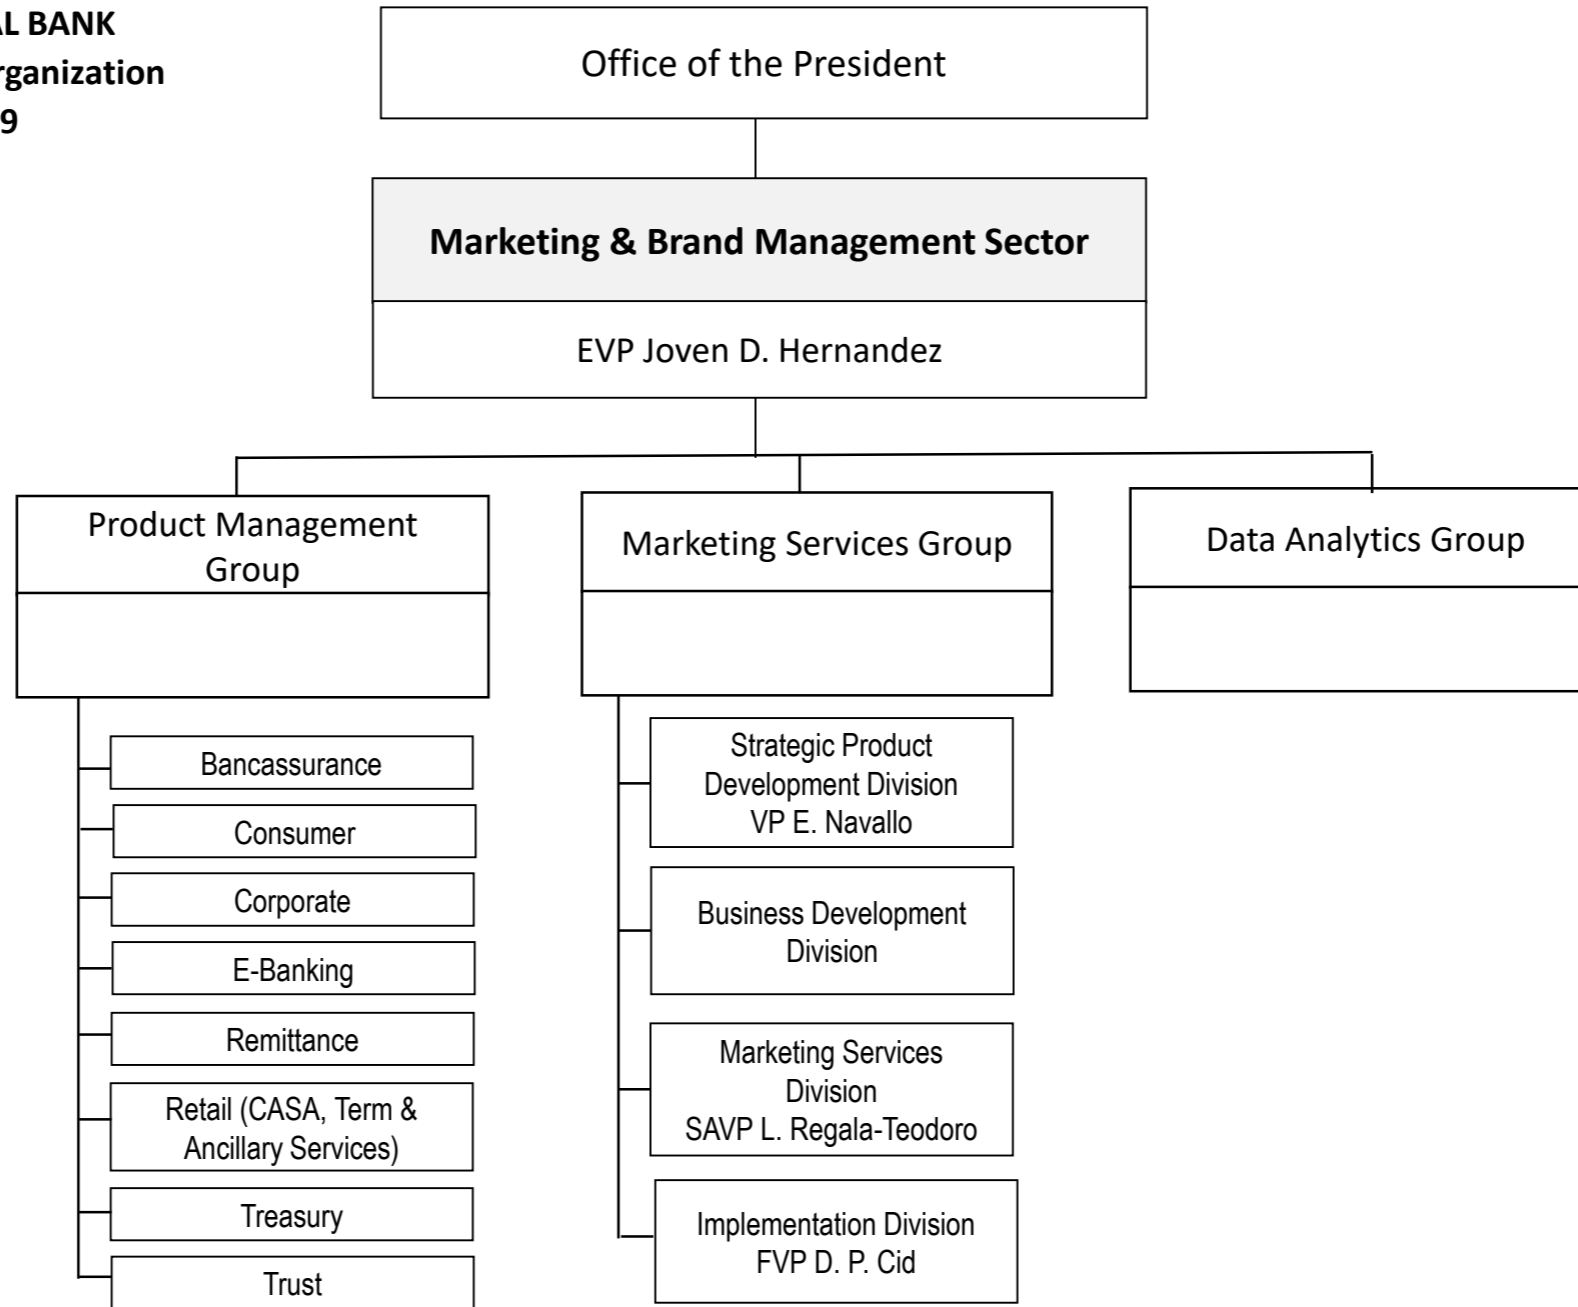 AL BANK
rganization
9
Office of the President
Marketing & Brand Management Sector
EVP Joven D. Hernandez
Product Management
Group
Marketing Services Group
Data Analytics Group
Bancassurance
Consumer
Corporate
E-Banking
Remittance
Retail (CASA, Term &
Ancillary Services)
Treasury
Trust
Strategic Product
Development Division
VP E. Navallo
Business Development
Division
Marketing Services
Division
SAVP L. Regala-Teodoro
Implementation Division
FVP D. P. Cid